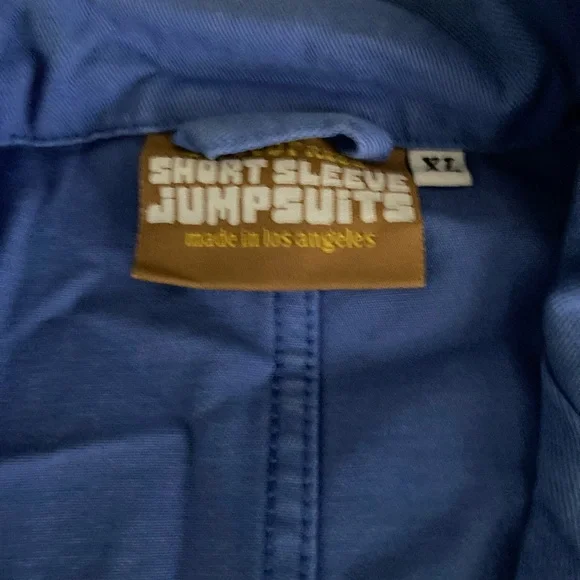 SHORT SLEEVE
JUMPSUITS
made in los angeles
XL